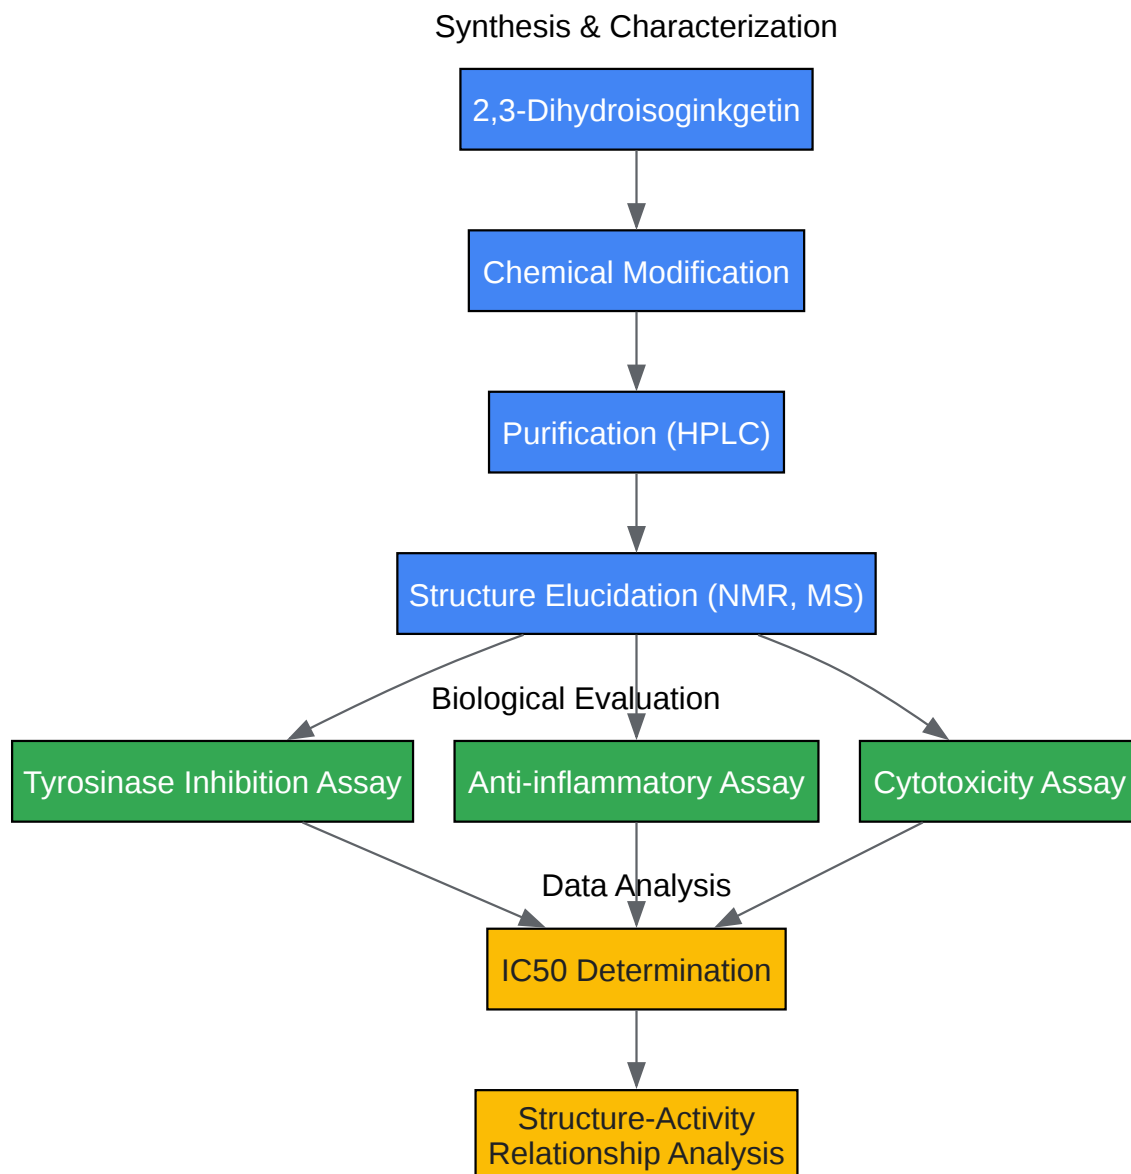 Synthesis & Characterization
2,3-Dihydroisoginkgetin
Chemical Modification
Purification (HPLC)
Structure Elucidation (NMR, MS)
Biological Evaluation
Tyrosinase Inhibition Assay
Anti-inflammatory Assay
Cytotoxicity Assay
Data Analysis
IC50 Determination
Structure-Activity
Relationship Analysis